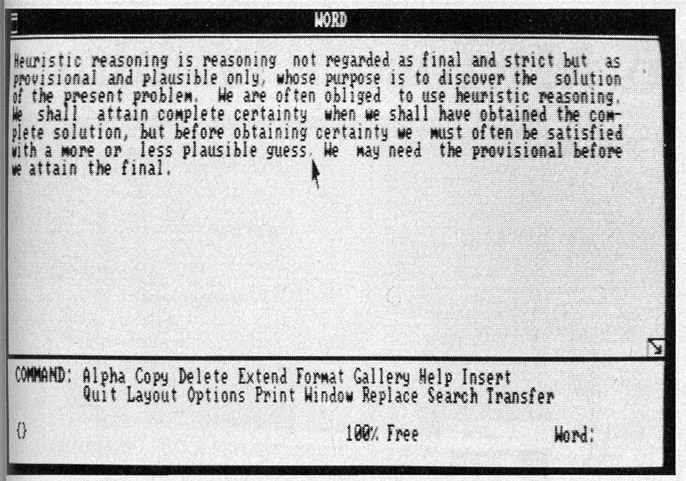 WORD
Heuristic reasoning is reasoning not regarded as final and strict but as
provisional and plausible only, whose purpose is to discover the solution
of the present problem. We are often obliged to use heuristic reasoning.
We shall attain complete certainty when we shall have obtained the com-
plete solution, but before obtaining certainty we must often be satisfied
with a more or less plausible guess. We may need the provisional before
we attain the final.
COMMAND: Alpha Copy Delete Extend Format Gallery Help Insert
Quit Layout Options Print Window Replace Search Transfer
{} 100% Free Word: